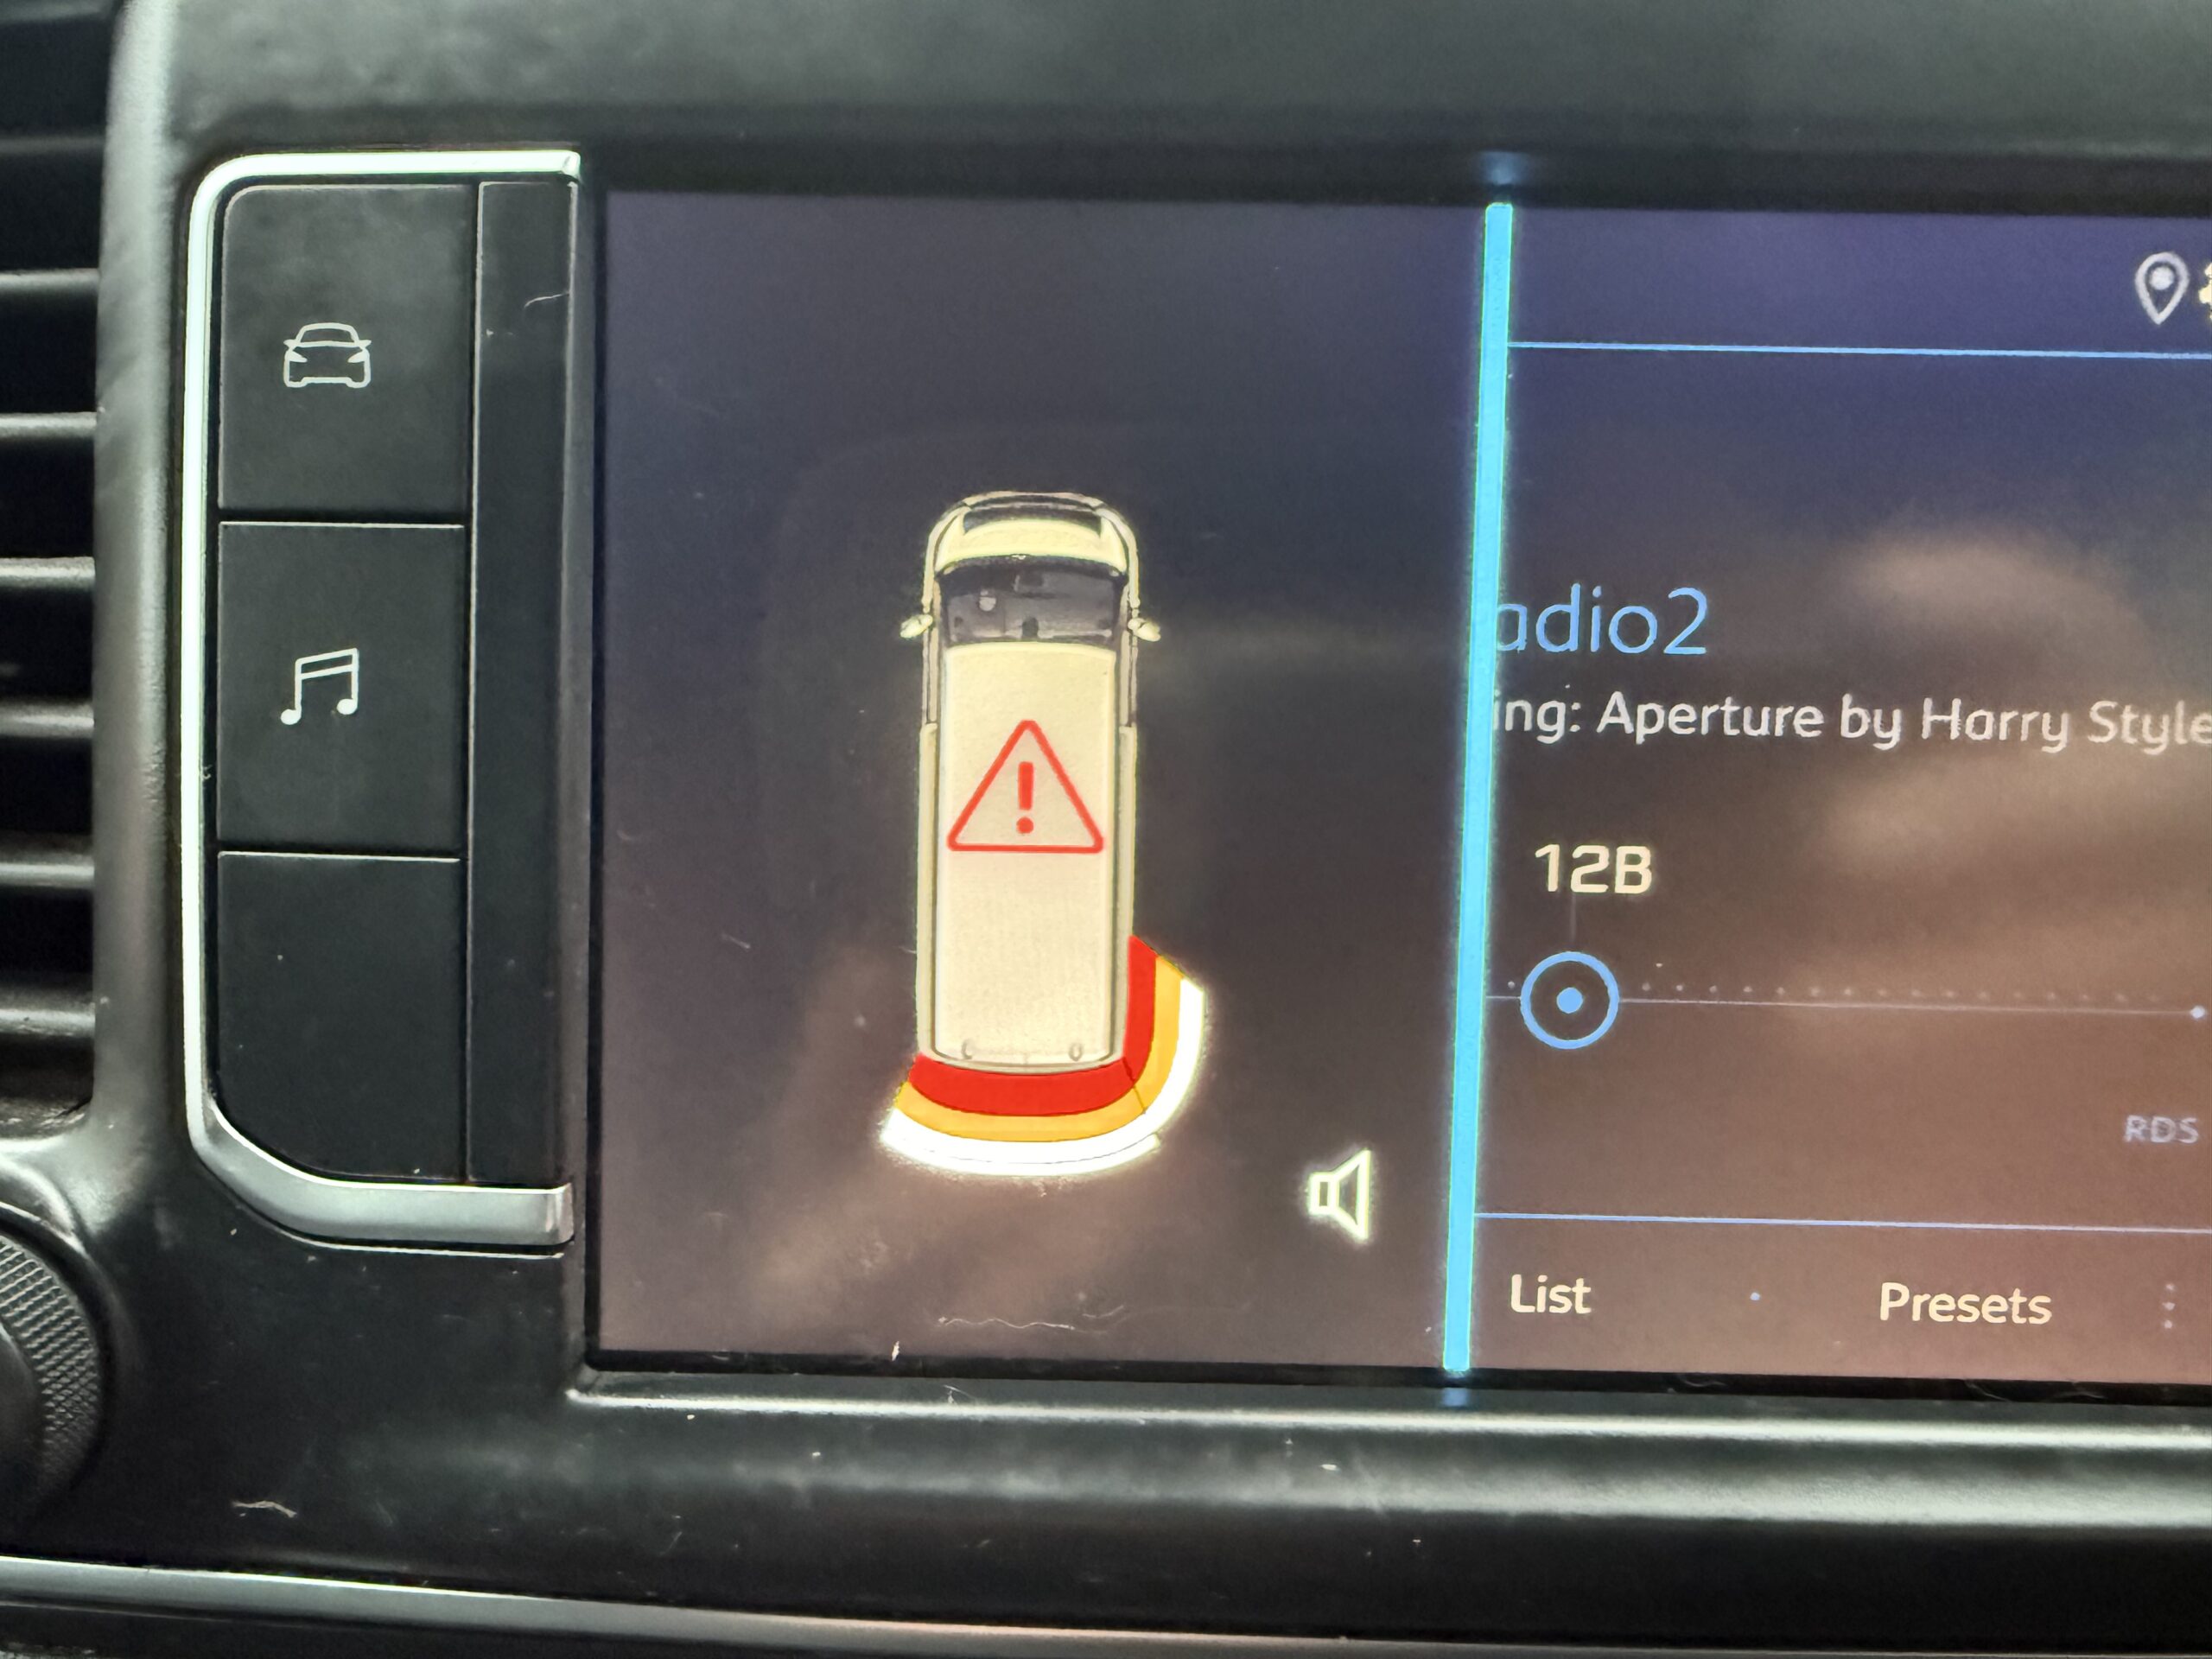 adio2
ing: Aperture by Harry Style
12B
RDS
List
Presets